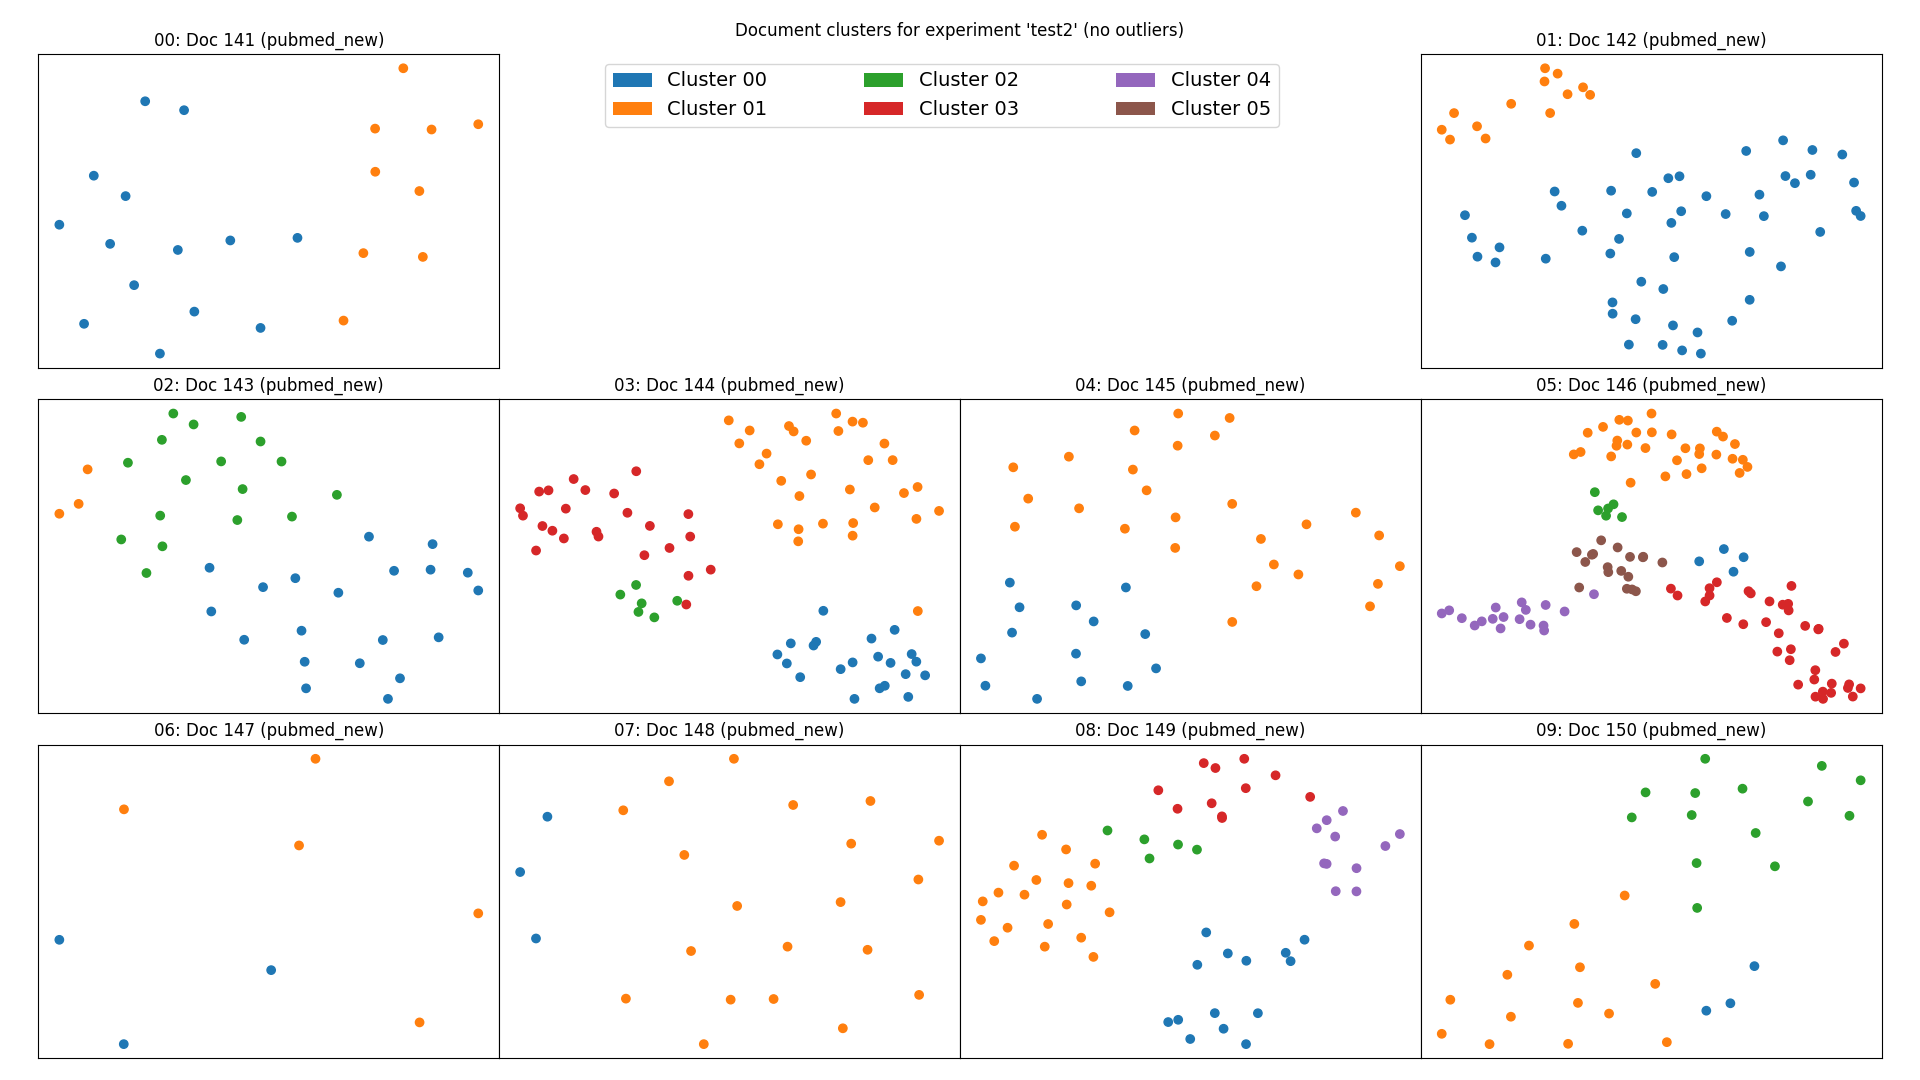 Document clusters for experiment 'test2' (no outliers)
Cluster 00
Cluster 01
Cluster 02
Cluster 03
Cluster 04
Cluster 05
00: Doc 141 (pubmed_new)
01: Doc 142 (pubmed_new)
02: Doc 143 (pubmed_new)
03: Doc 144 (pubmed_new)
04: Doc 145 (pubmed_new)
05: Doc 146 (pubmed_new)
06: Doc 147 (pubmed_new)
07: Doc 148 (pubmed_new)
08: Doc 149 (pubmed_new)
09: Doc 150 (pubmed_new)